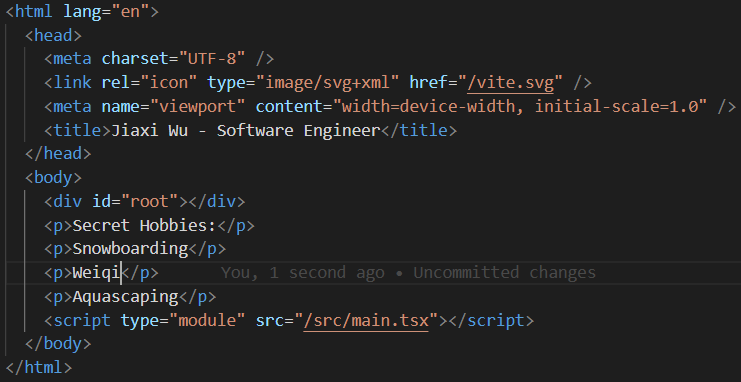 <html lang="en">
<head>
<meta charset="UTF-8" />
<link rel="icon" type="image/svg+xml" href="/vite.svg" />
<meta name="viewport" content="width=device-width, initial-scale=1.0" />
<title>Jiaxi Wu - Software Engineer</title>
</head>
<body>
<div id="root"></div>
<p>Secret Hobbies:</p>
<p>Snowboarding</p>
<p>Weiqi</p> You, 1 second ago • Uncommitted changes
<p>Aquascaping</p>
<script type="module" src="/src/main.tsx"></script>
</body>
</html>